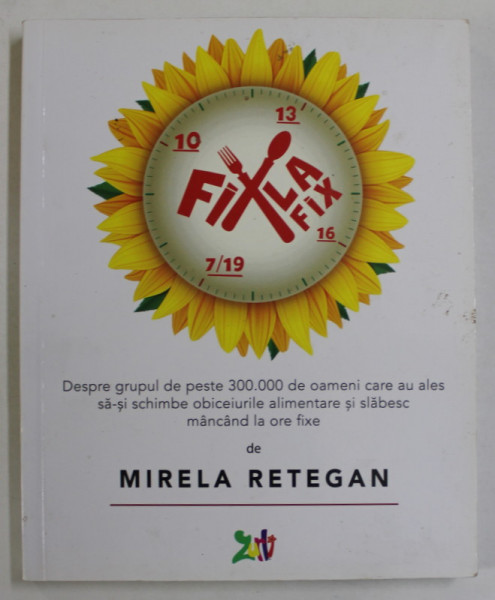 13
10
FIX LA
FIX
16
7/19
Despre grupul de peste 300.000 de oameni care au ales
să-și schimbe obiceiurile alimentare și slăbesc
mâncând la ore fixe
de
MIRELA RETEGAN
Zurli